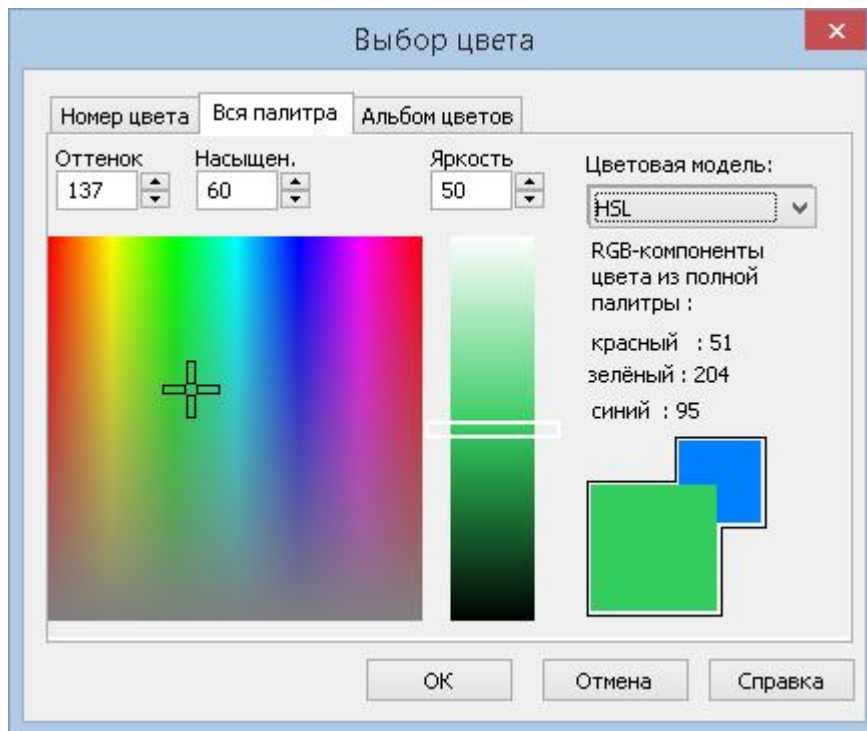 Выбор цвета
Номер цвета Вся палитра Альбом цветов
Оттенок Насыщен. Яркость
137 60 50
Цветовая модель:
HSL
RGB-компоненты
цвета из полной
палитры :
красный : 51
зелёный : 204
синий : 95
ОК Отмена Справка